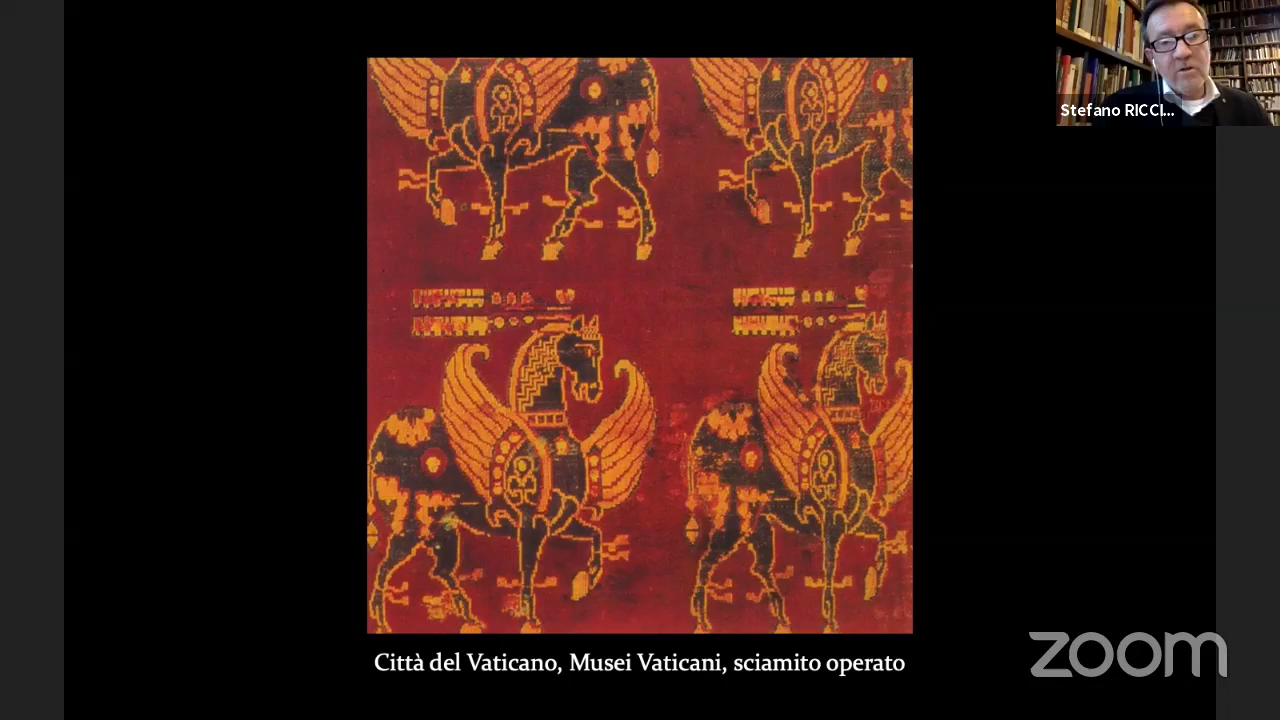 Stefano RICCI...
Città del Vaticano, Musei Vaticani, sciamito operato
zoom